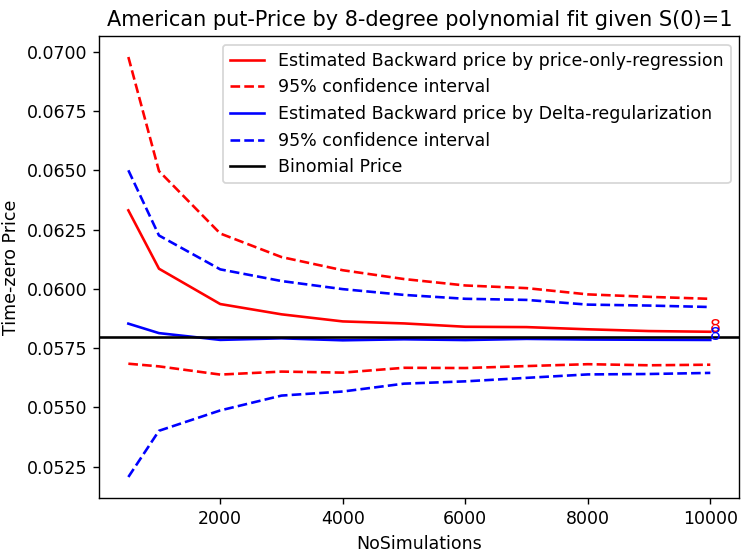 American put-Price by 8-degree polynomial fit given S(0)=1
Estimated Backward price by price-only-regression
95% confidence interval
Estimated Backward price by Delta-regularization
95% confidence interval
Binomial Price
Time-zero Price
0.0700
0.0675
0.0650
0.0625
0.0600
0.0575
0.0550
0.0525
8
8
2000
4000
6000
8000
10000
NoSimulations